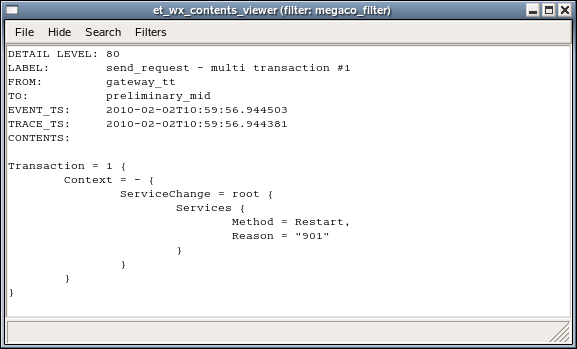 et_wx_contents_viewer (filter: megaco_filter)
File Hide Search Filters
DETAIL LEVEL: 80
LABEL: send_request - multi transaction #1
FROM: gateway_tt
TO: preliminary_mid
EVENT_TS: 2010-02-02T10:59:56.944503
TRACE_TS: 2010-02-02T10:59:56.944381
CONTENTS:
Transaction = 1 {
Context = - {
ServiceChange = root {
Services {
Method = Restart,
Reason = "901"
}
}
}
}